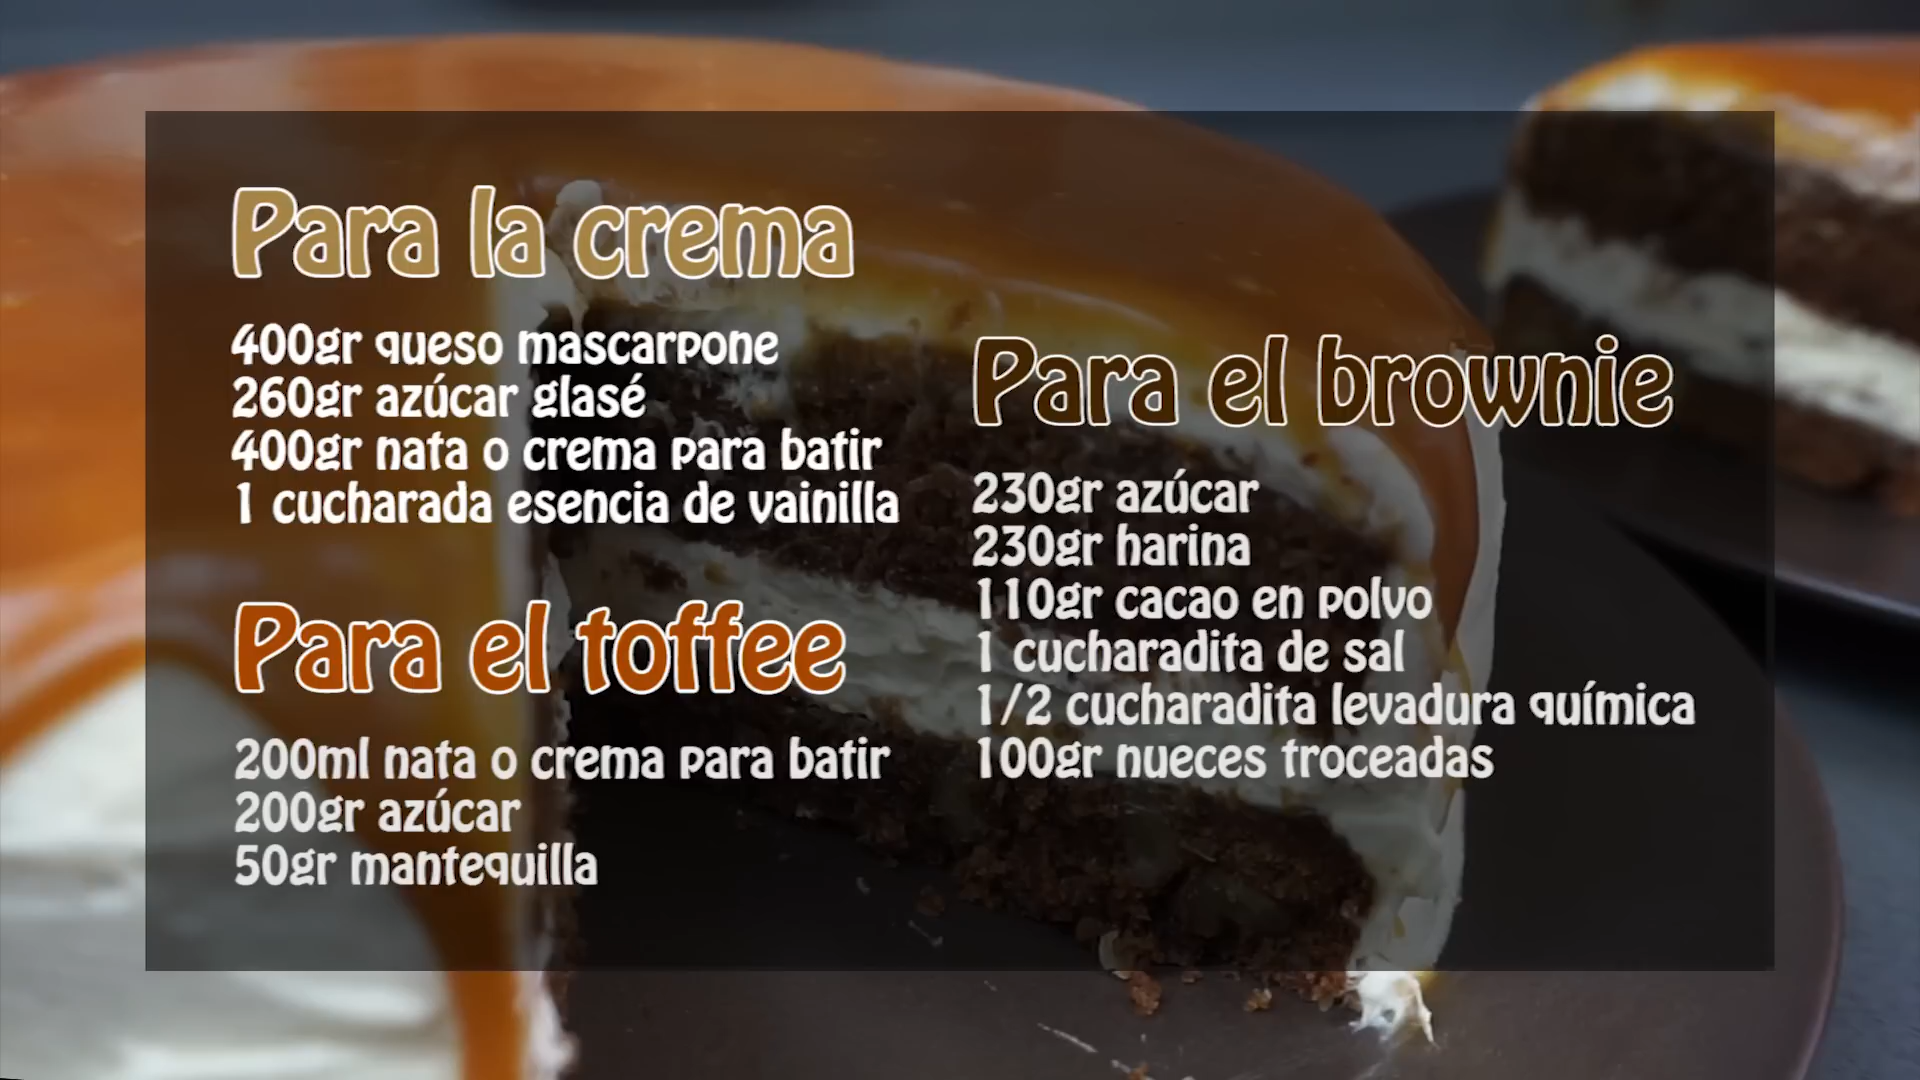 Para la crema
400gr queso mascarpone
260gr azúcar glasé
400gr nata o crema para batir
1 cucharada esencia de vainilla
Para el toffee
200ml nata o crema para batir
200gr azúcar
50gr mantequilla
Para el brownie
230gr azúcar
230gr harina
110gr cacao en polvo
1 cucharadita de sal
1/2 cucharadita levadura química
100gr nueces troceadas